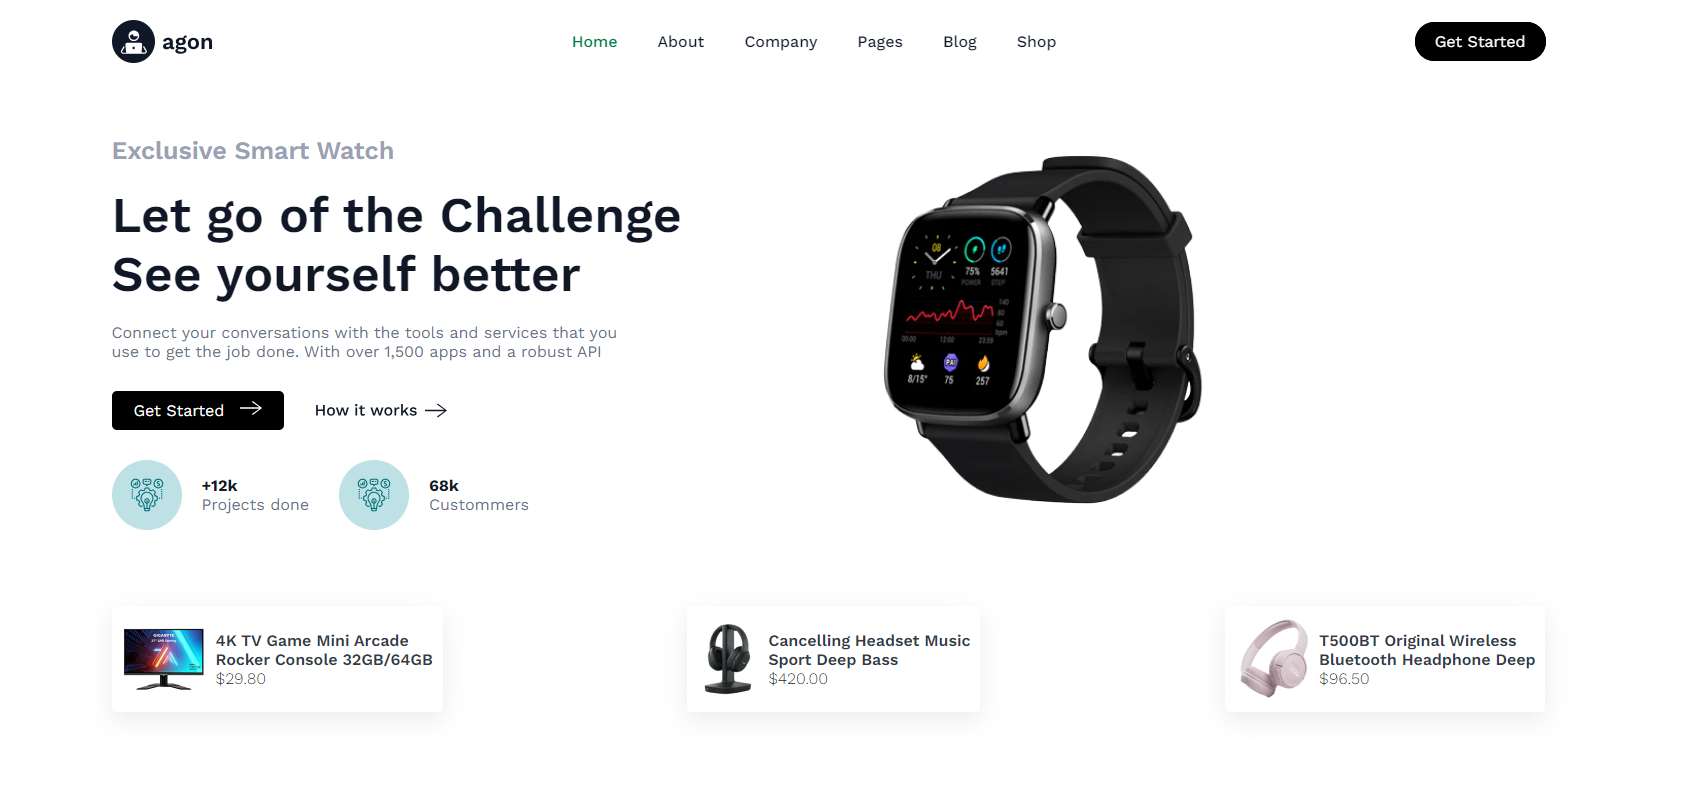 agon
Home About Company Pages Blog Shop
Get Started
Exclusive Smart Watch
Let go of the Challenge
See yourself better
Connect your conversations with the tools and services that you
use to get the job done. With over 1,500 apps and a robust API
Get Started
How it works
+12k
Projects done
68k
Custommers
08
THU
75%
POWER
5641
STEP
140
80
60
bpm
00:00 12:00 23:59
8/15°
PAI
75
257
GIGABYTE
4K TV Game Mini Arcade
Rocker Console 32GB/64GB
$29.80
Cancelling Headset Music
Sport Deep Bass
$420.00
T500BT Original Wireless
Bluetooth Headphone Deep
$96.50